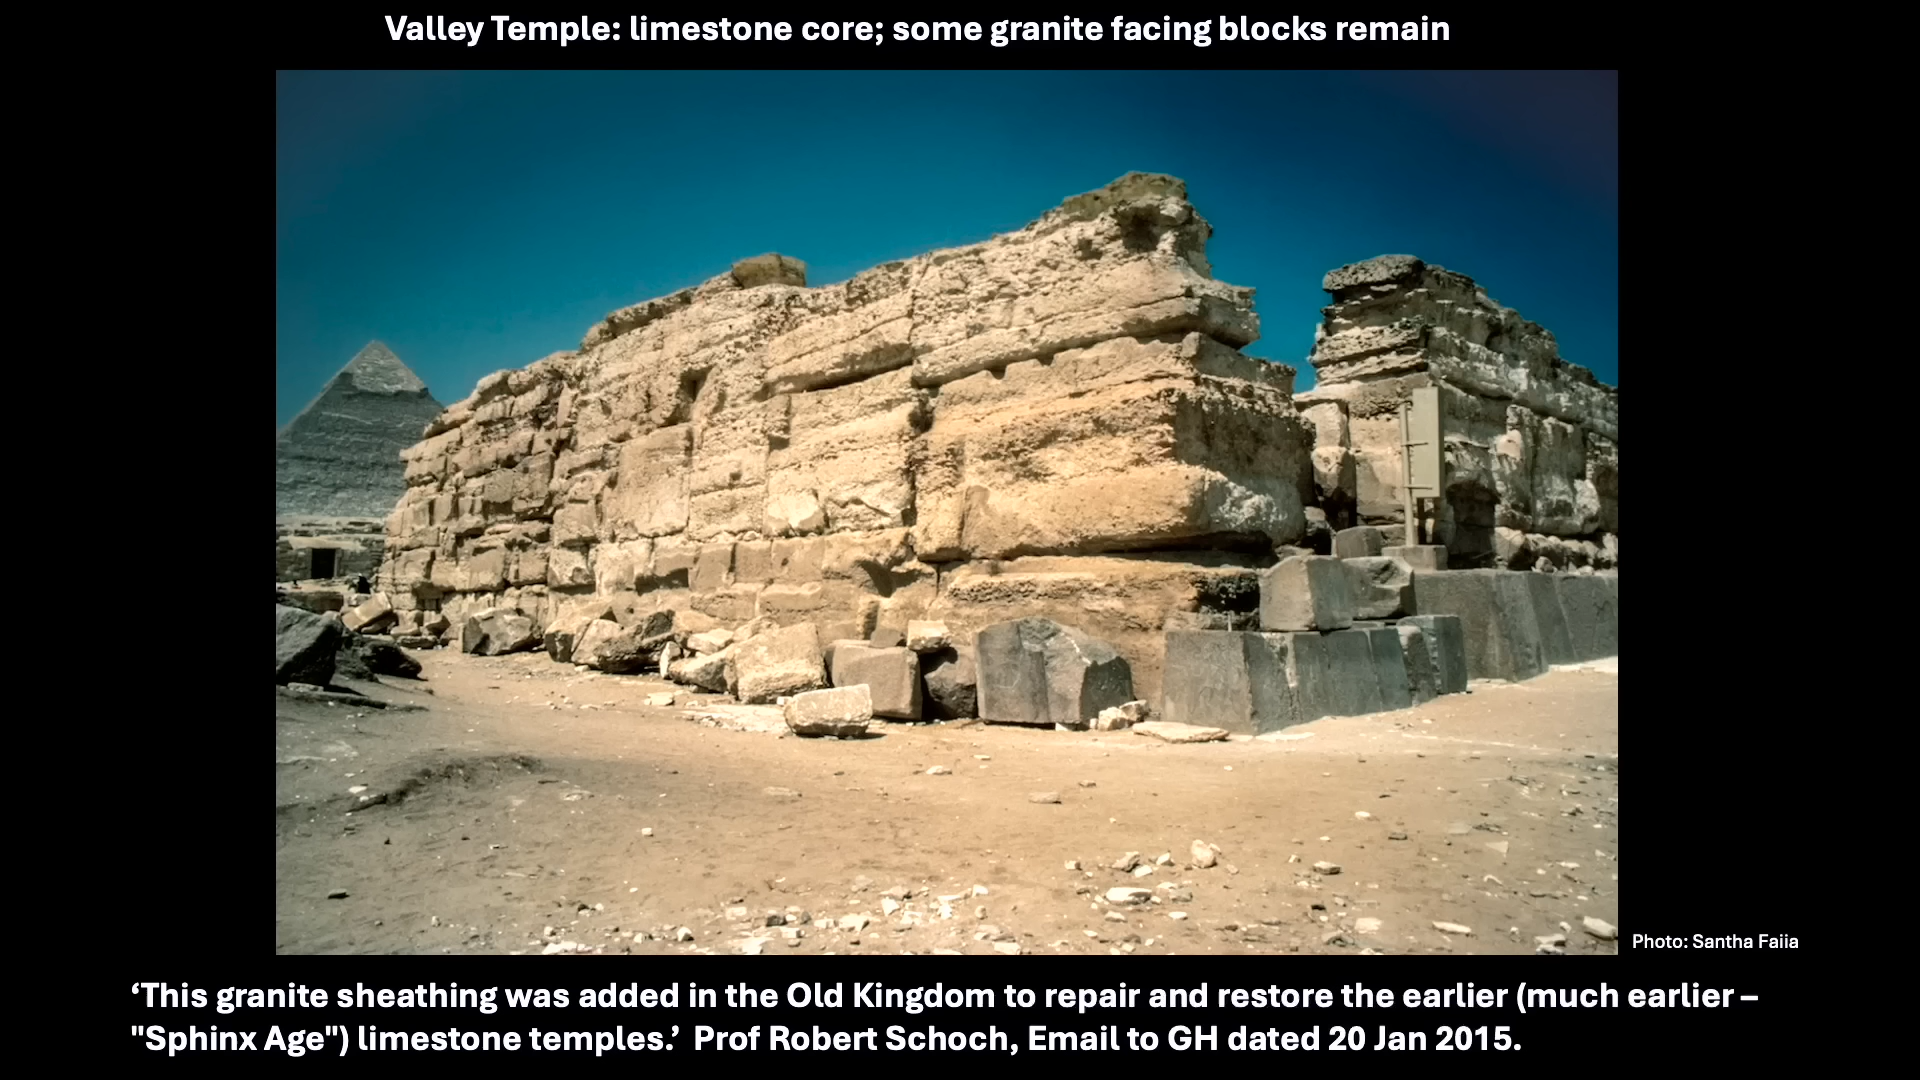 Valley Temple: limestone core; some granite facing blocks remain
Photo: Santha Faiia
‘This granite sheathing was added in the Old Kingdom to repair and restore the earlier (much earlier –
"Sphinx Age") limestone temples.’ Prof Robert Schoch, Email to GH dated 20 Jan 2015.